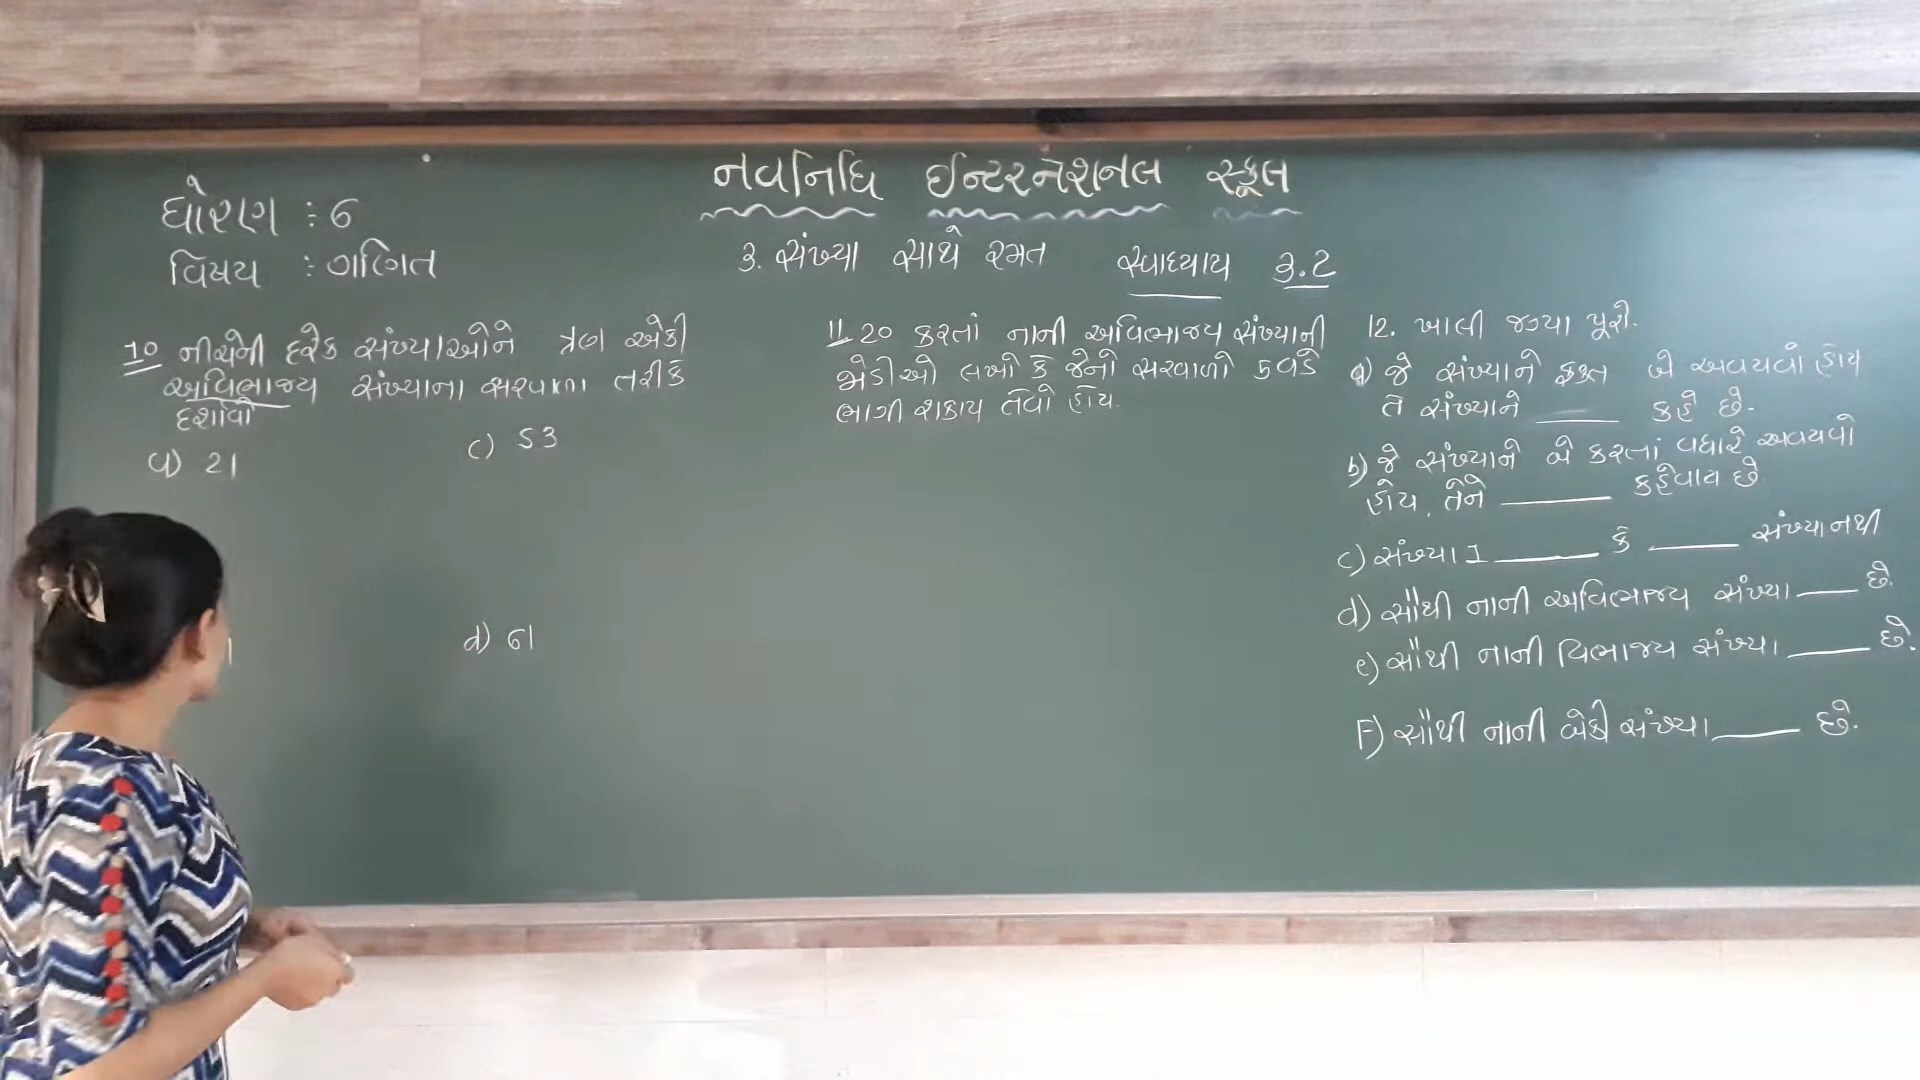 નવનિધિ ઈન્ટરનેશનલ સ્કૂલ
ધોરણ : 6
વિષય : ગણિત
3. સંખ્યા સાથે રમત સ્વાધ્યાય 3.2
10 નીચેની દરેક સંખ્યાઓને ત્રણ એકી
અવિભાજ્ય સંખ્યાના સરવાળા તરીકે
દર્શાવો
a) 21
c) 53
d) 61
11. 20 કરતાં નાની અવિભાજ્ય સંખ્યાની
જોડીઓ લખો કે જેનો સરવાળો 5 વડે
ભાગી શકાય તેવો હોય.
12. ખાલી જગ્યા પૂરો.
a) જે સંખ્યાને ફક્ત બે અવયવો હોય
તે સંખ્યાને ____ કહે છે.
b) જે સંખ્યાને બે કરતાં વધારે અવયવો
હોય, તેને ____ કહેવાય છે
c) સંખ્યા 1 ____ કે ____ સંખ્યા નથી
d) સૌથી નાની અવિભાજ્ય સંખ્યા ____ છે.
e) સૌથી નાની વિભાજ્ય સંખ્યા ____ છે.
F) સૌથી નાની બેકી સંખ્યા ____ છે.